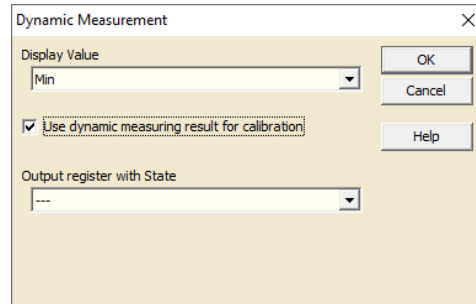 Dynamic Measurement
Display Value
Min
OK
Cancel
Use dynamic measuring result for calibration
Help
Output register with State
---